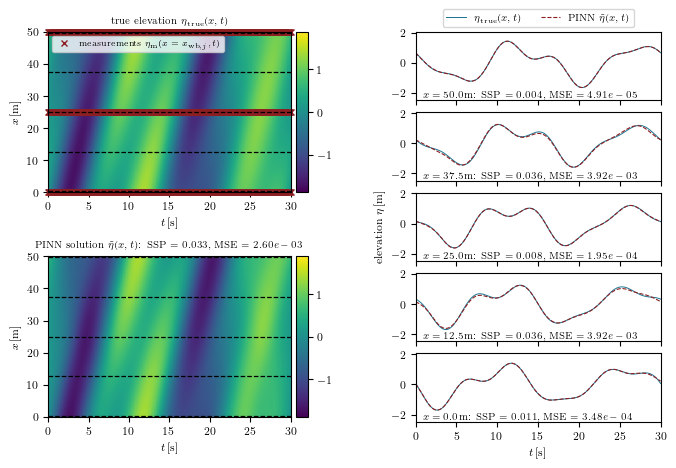 true elevation η_true(x, t)
measurements η_m(x = x_wb,j, t)
50
40
30
20
10
0
x [m]
1
0
−1
0 5 10 15 20 25 30
t [s]
PINN solution η̃(x, t): SSP = 0.033, MSE = 2.60e−03
50
40
30
20
10
0
x [m]
1
0
−1
0 5 10 15 20 25 30
t [s]
η_true(x, t) PINN η̃(x, t)
elevation η [m]
2
0
−2
x = 50.0m: SSP = 0.004, MSE = 4.91e−05
2
0
−2
x = 37.5m: SSP = 0.036, MSE = 3.92e−03
2
0
−2
x = 25.0m: SSP = 0.008, MSE = 1.95e−04
2
0
−2
x = 12.5m: SSP = 0.036, MSE = 3.92e−03
2
0
−2
x = 0.0m: SSP = 0.011, MSE = 3.48e−04
0 5 10 15 20 25 30
t [s]